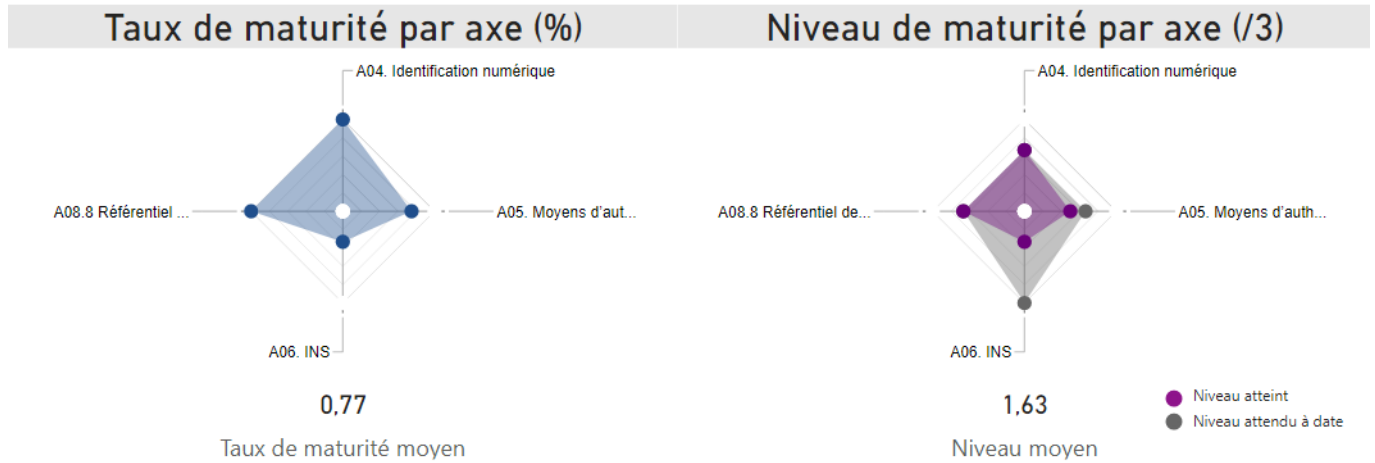 Taux de maturité par axe (%)
Niveau de maturité par axe (/3)
A04. Identification numérique
A08.8 Référentiel ...
A05. Moyens d'aut...
A06. INS
0,77
Taux de maturité moyen
A04. Identification numérique
A08.8 Référentiel de...
A05. Moyens d'auth...
A06. INS
1,63
Niveau moyen
Niveau atteint
Niveau attendu à date